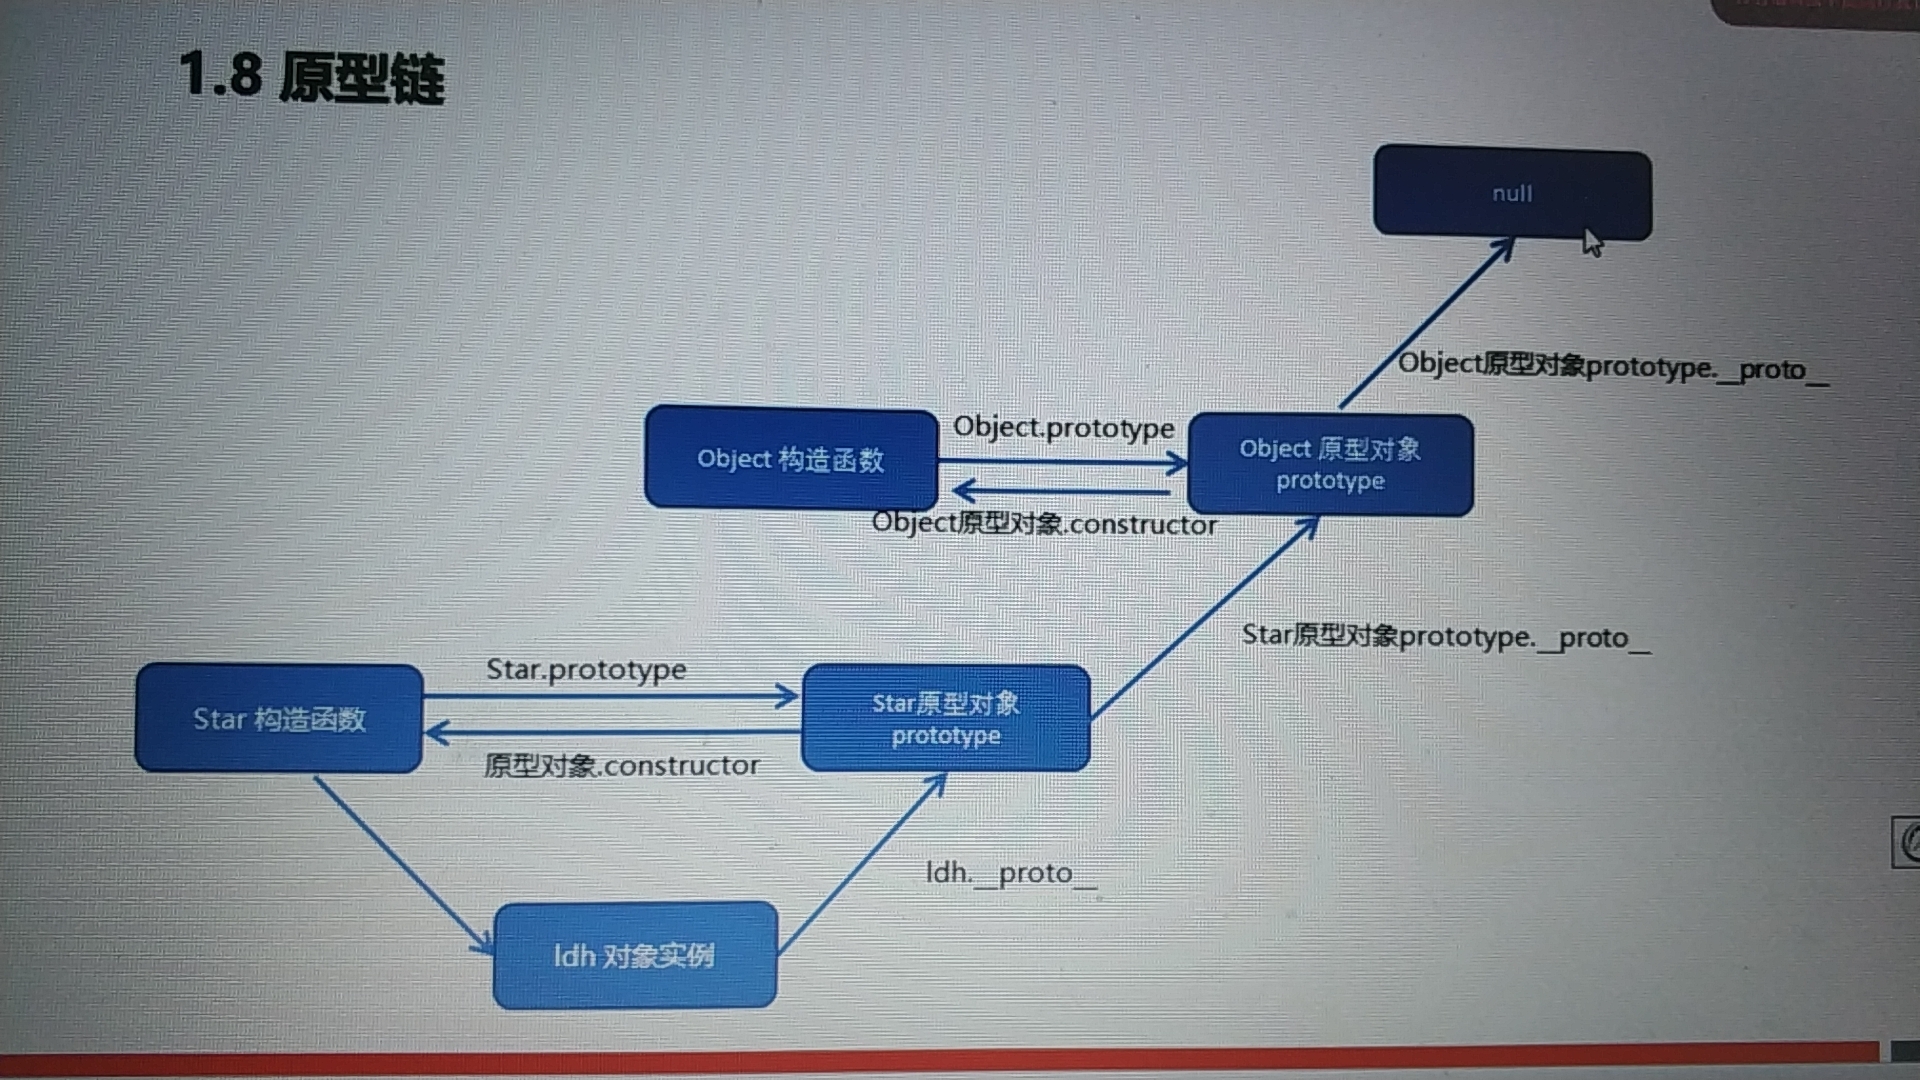 1.8 原型链
null
Object原型对象prototype.__proto__
Object 构造函数
Object.prototype
Object 原型对象
prototype
Object原型对象.constructor
Star原型对象prototype.__proto__
Star 构造函数
Star.prototype
Star原型对象
prototype
原型对象.constructor
ldh.__proto__
ldh 对象实例